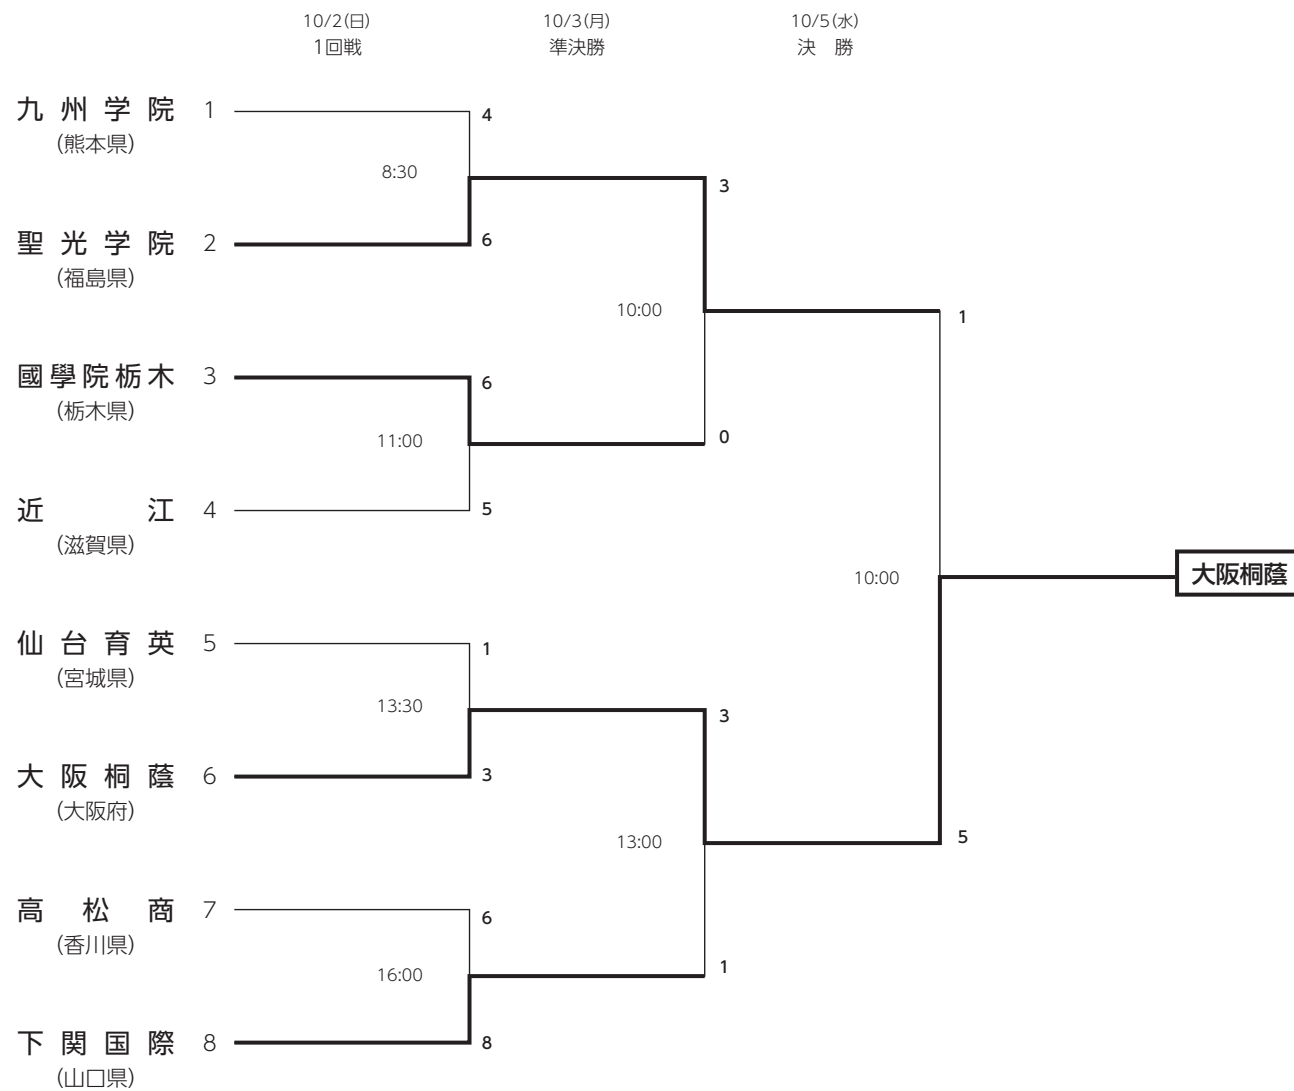 10/2(日) 10/3(月) 10/5(水)
1回戦 準決勝 決　勝
九州学院 1 4
(熊本県)
8:30 3
聖光学院 2 6
(福島県)
10:00 1
國學院栃木 3 6
(栃木県)
11:00 0
近江 4 5
(滋賀県)
10:00 大阪桐蔭
仙台育英 5 1
(宮城県)
13:30 3
大阪桐蔭 6 3
(大阪府)
13:00 5
高松商 7 6
(香川県)
16:00 1
下関国際 8 8
(山口県)